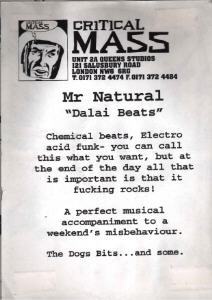 MASS
CRITICAL
MASS
UNIT 2A QUEENS STUDIOS
121 SALUSBURY ROAD
LONDON NW6 6RG
T. 0171 372 4474 F. 0171 372 4484
Mr Natural
"Dalai Beats"
Chemical beats, Electro
acid funk- you can call
this what you want, but at
the end of the day all that
is important is that it
fucking rocks!
A perfect musical
accompaniment to a
weekend's misbehaviour.
The Dogs Bits...and some.